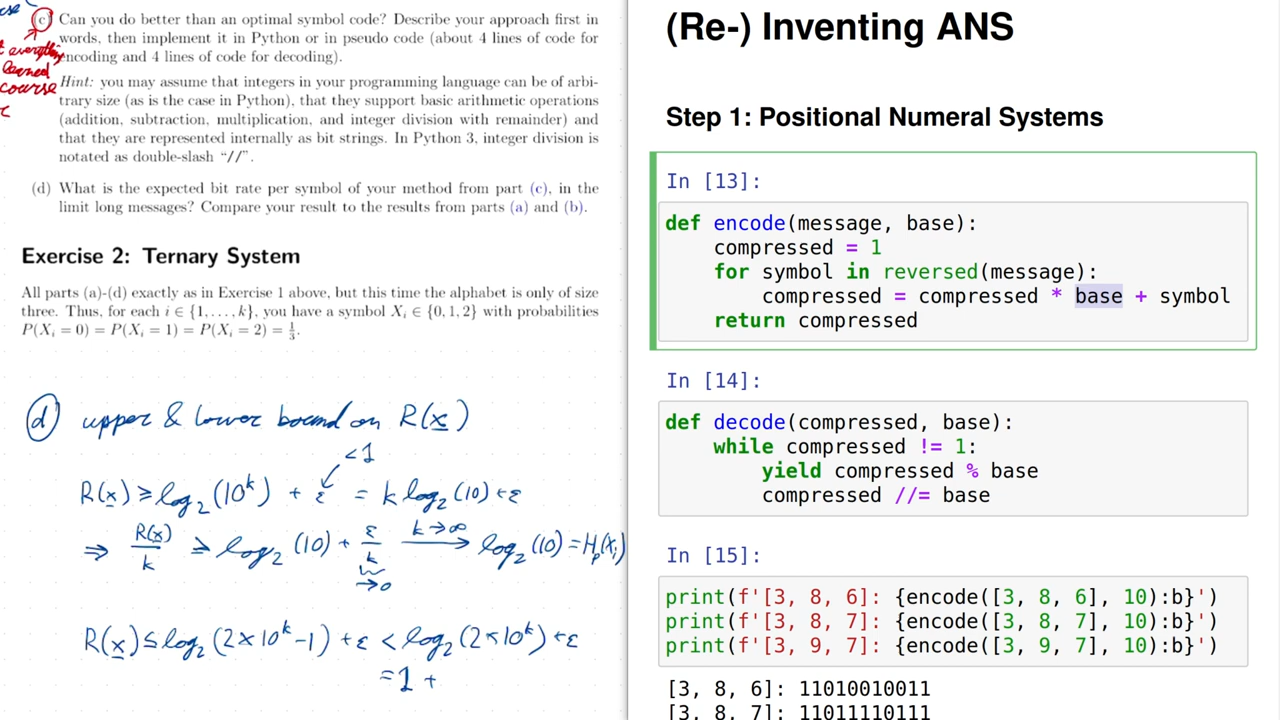 (c) Can you do better than an optimal symbol code? Describe your approach first in
words, then implement it in Python or in pseudo code (about 4 lines of code for
encoding and 4 lines of code for decoding).
everything
learned
course
Hint: you may assume that integers in your programming language can be of arbi-
trary size (as is the case in Python), that they support basic arithmetic operations
(addition, subtraction, multiplication, and integer division with remainder) and
that they are represented internally as bit strings. In Python 3, integer division is
notated as double-slash “//”.
(d) What is the expected bit rate per symbol of your method from part (c), in the
limit long messages? Compare your result to the results from parts (a) and (b).
Exercise 2: Ternary System
All parts (a)-(d) exactly as in Exercise 1 above, but this time the alphabet is only of size
three. Thus, for each i ∈ {1, . . . , k}, you have a symbol Xᵢ ∈ {0, 1, 2} with probabilities
P(Xᵢ = 0) = P(Xᵢ = 1) = P(Xᵢ = 2) = 1/3.
(d) upper & lower bound on R(x)
<1
R(x) ≥ log₂(10ᵏ) + ε = k log₂(10) + ε
⇒ R(x)/k ≥ log₂(10) + ε/k k→∞ → log₂(10) = H_p(Xᵢ)
→0
R(x) ≤ log₂(2×10ᵏ-1) + ε < log₂(2×10ᵏ) + ε
= 1 +
(Re-) Inventing ANS
Step 1: Positional Numeral Systems
In [13]:
def encode(message, base):
    compressed = 1
    for symbol in reversed(message):
        compressed = compressed * base + symbol
    return compressed
In [14]:
def decode(compressed, base):
    while compressed != 1:
        yield compressed % base
        compressed //= base
In [15]:
print(f'[3, 8, 6]: {encode([3, 8, 6], 10):b}')
print(f'[3, 8, 7]: {encode([3, 8, 7], 10):b}')
print(f'[3, 9, 7]: {encode([3, 9, 7], 10):b}')
[3, 8, 6]: 11010010011
[3, 8, 7]: 11011110111